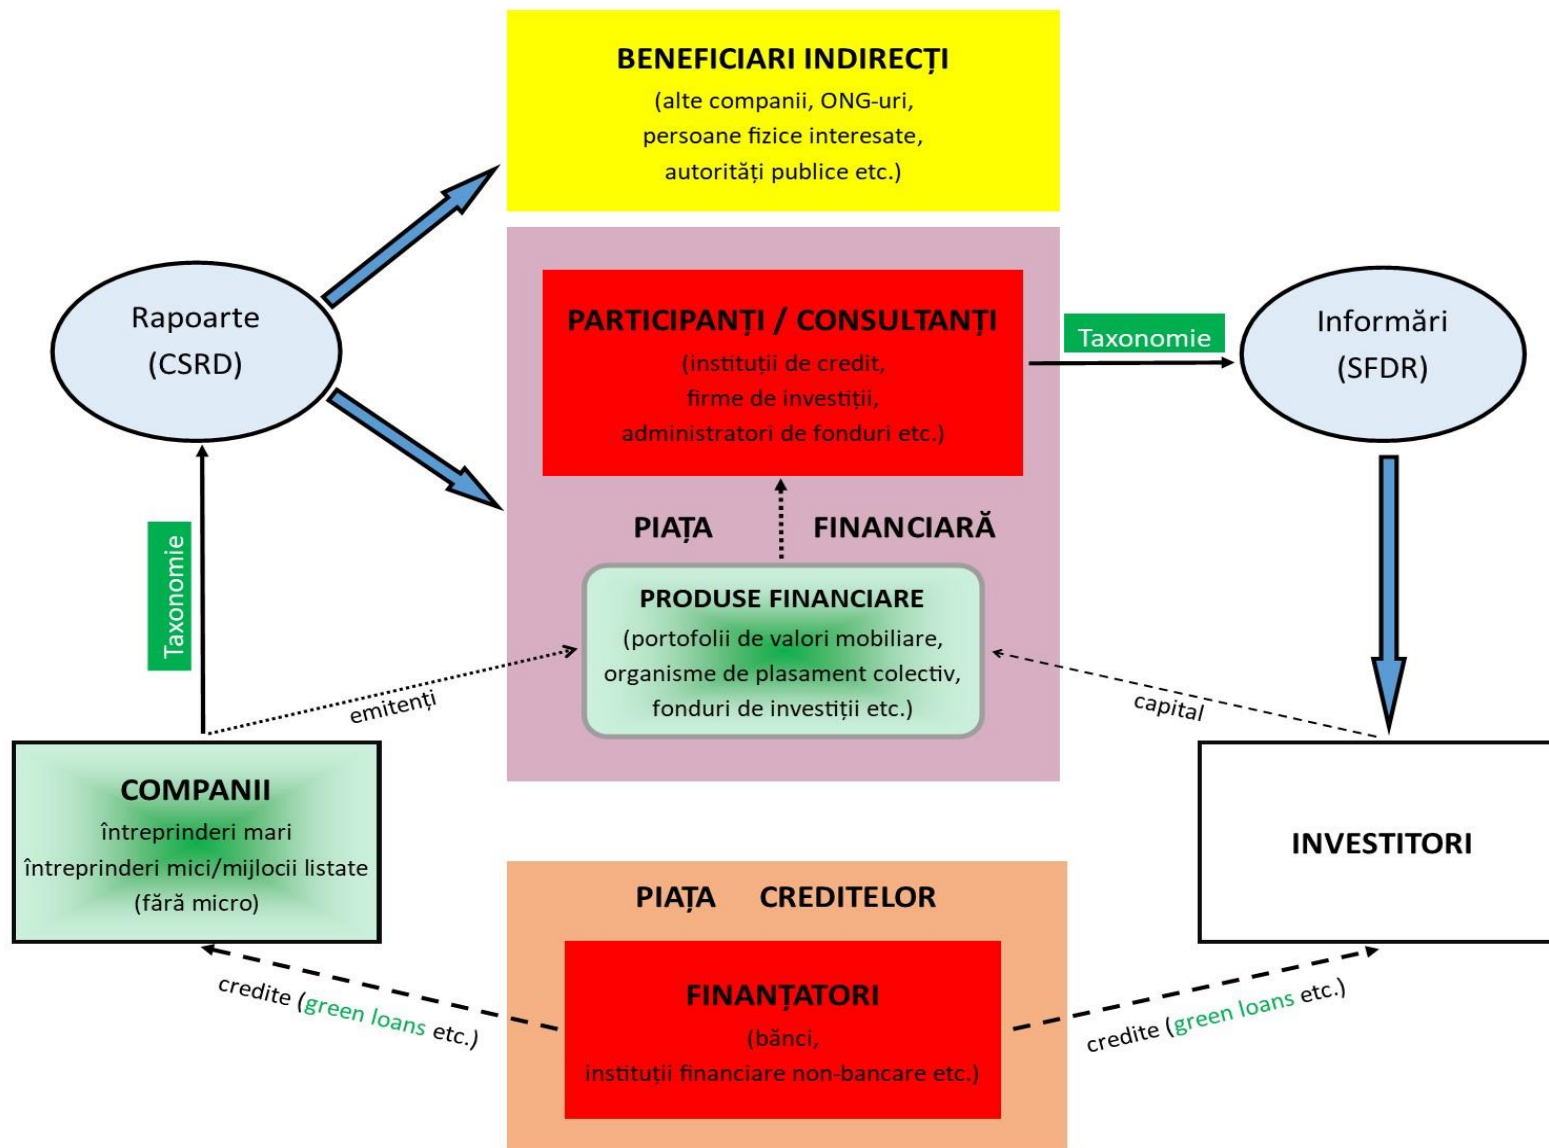 BENEFICIARI INDIRECȚI
(alte companii, ONG-uri,
persoane fizice interesate,
autorități publice etc.)
Rapoarte
(CSRD)
PARTICIPANȚI / CONSULTANȚI
(instituții de credit,
firme de investiții,
administratori de fonduri etc.)
Taxonomie
Informări
(SFDR)
PIAȚA FINANCIARĂ
Taxonomie
PRODUSE FINANCIARE
(portofolii de valori mobiliare,
organisme de plasament colectiv,
fonduri de investiții etc.)
emitenți
capital
COMPANII
întreprinderi mari
întreprinderi mici/mijlocii listate
(fără micro)
INVESTITORI
PIAȚA CREDITELOR
FINANȚATORI
(bănci,
instituții financiare non-bancare etc.)
credite (green loans etc.)
credite (green loans etc.)